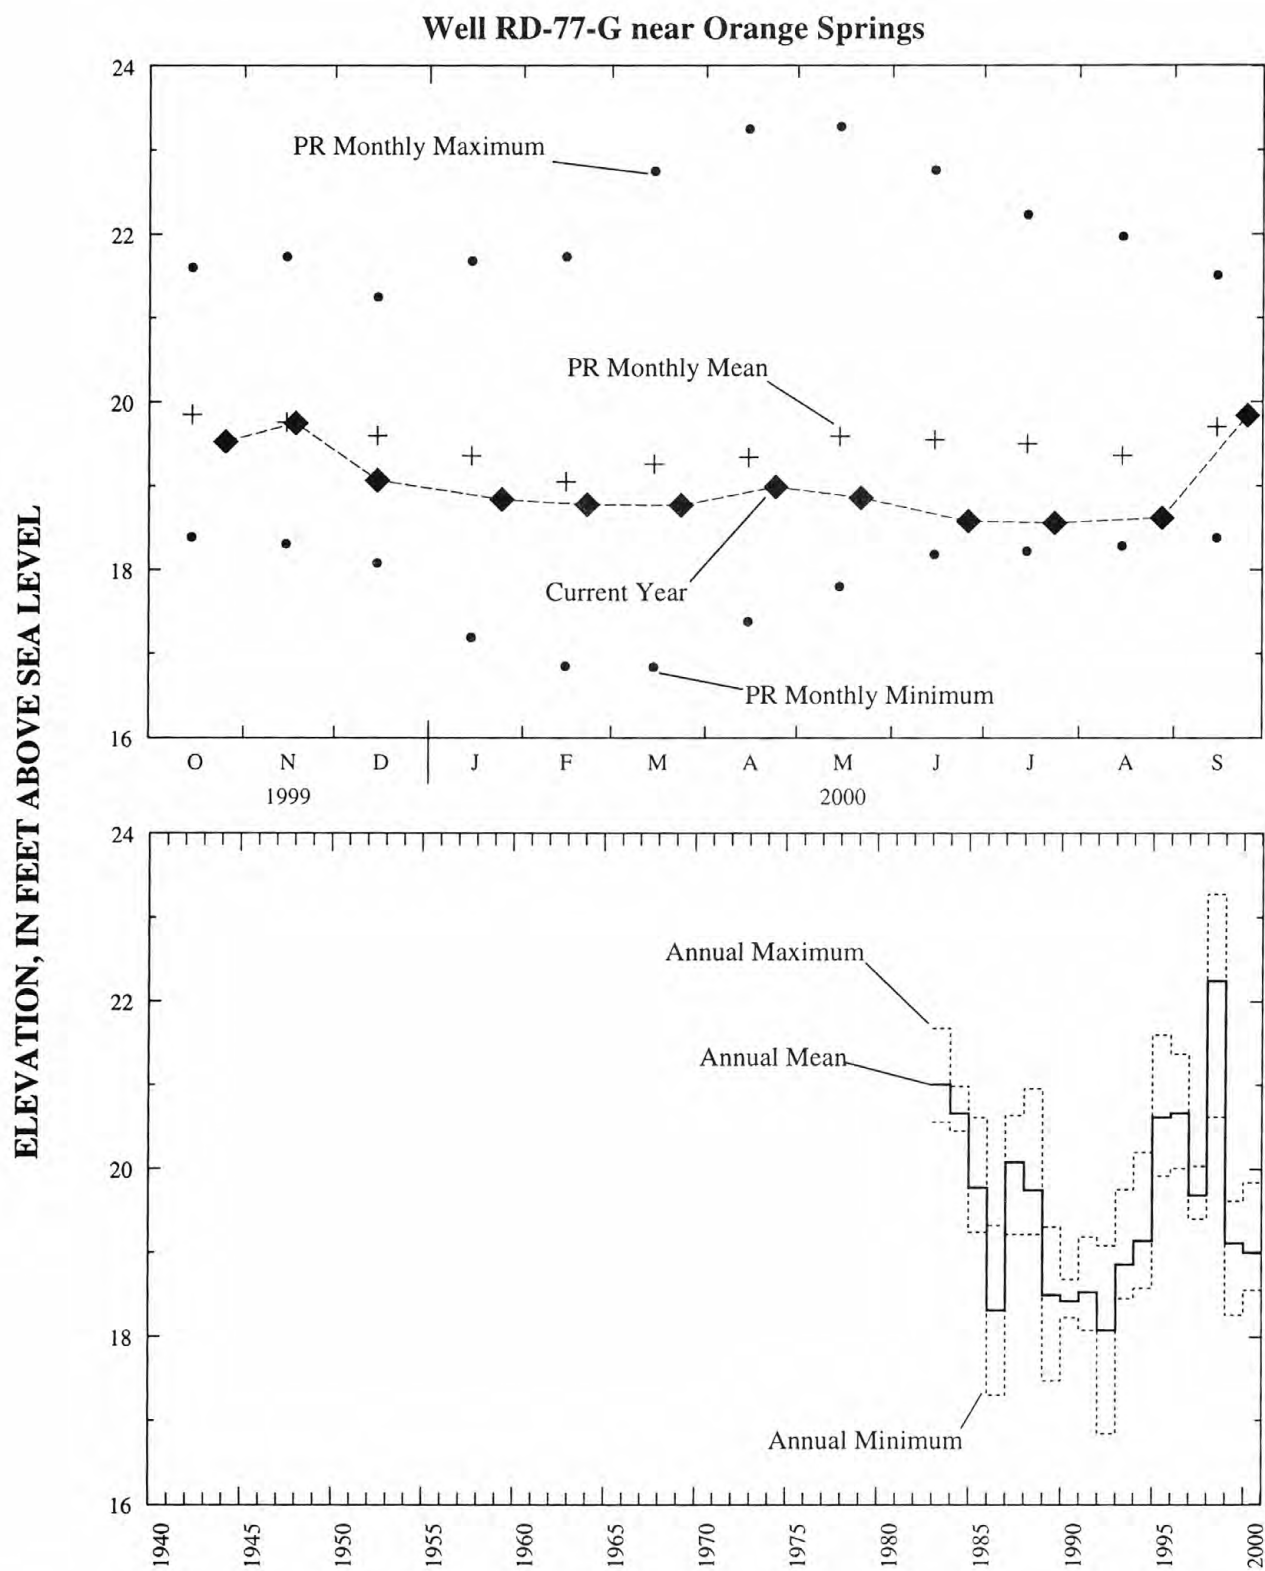 Well RD-77-G near Orange Springs
24
PR Monthly Maximum
22
PR Monthly Mean
20
18
Current Year
PR Monthly Minimum
16
O N D J F M A M J J A S
1999 2000
ELEVATION, IN FEET ABOVE SEA LEVEL
24
Annual Maximum
22
Annual Mean
20
18
Annual Minimum
16
1940 1945 1950 1955 1960 1965 1970 1975 1980 1985 1990 1995 2000